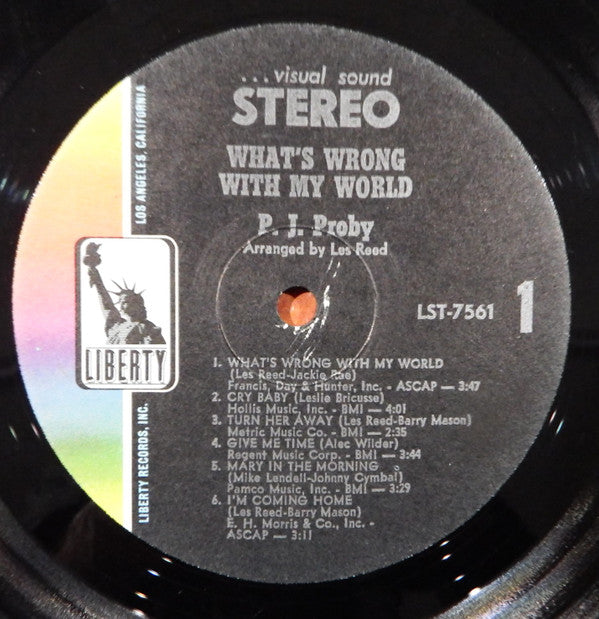 ...visual sound
STEREO
WHAT'S WRONG
WITH MY WORLD
P. J. Proby
Arranged by Les Reed
LST-7561
1
LOS ANGELES, CALIFORNIA
LIBERTY
LIBERTY RECORDS, INC.
1. WHAT'S WRONG WITH MY WORLD
(Les Reed-Jackie Rae)
Francis, Day & Hunter, Inc. - ASCAP — 3:47
2. CRY BABY (Leslie Bricusse)
Hollis Music, Inc. - BMI — 4:01
3. TURN HER AWAY (Les Reed-Barry Mason)
Metric Music Co. - BMI — 2:35
4. GIVE ME TIME (Alec Wilder)
Regent Music Corp. - BMI — 3:44
5. MARY IN THE MORNING
(Mike Lendell-Johnny Cymbal)
Pamco Music, Inc. - BMI — 3:29
6. I'M COMING HOME
(Les Reed-Barry Mason)
E. H. Morris & Co., Inc. -
ASCAP — 3:11